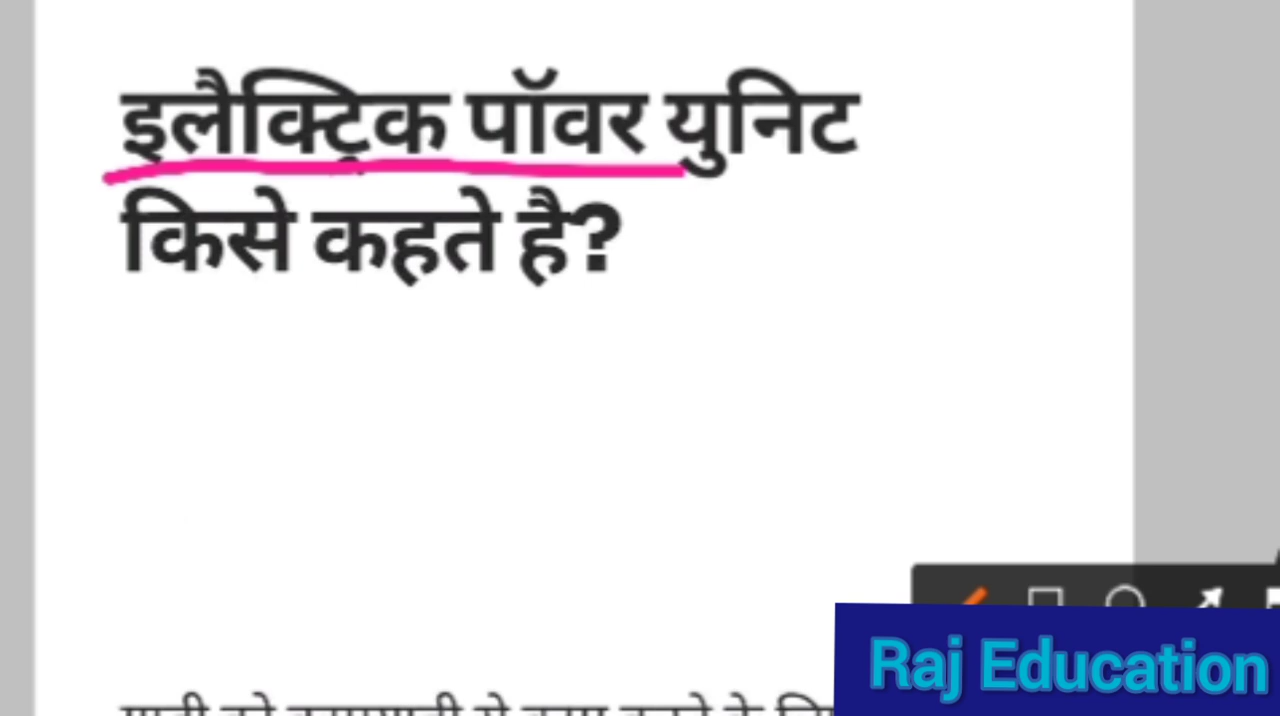 इलैक्ट्रिक पॉवर युनिट
किसे कहते है?
Raj Education